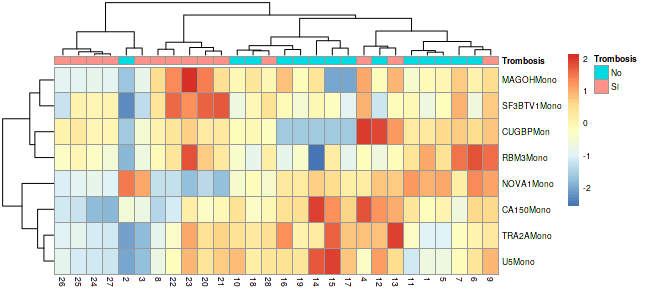 Trombosis
MAGOHMono
SF3BTV1Mono
CUGBPMon
RBM3Mono
NOVA1Mono
CA150Mono
TRA2AMono
U5Mono
26 25 24 27 2 3 8 22 23 20 21 10 18 28 16 19 14 15 17 4 12 13 11 1 5 7 6 9
2
1
0
-1
-2
Trombosis
No
SI